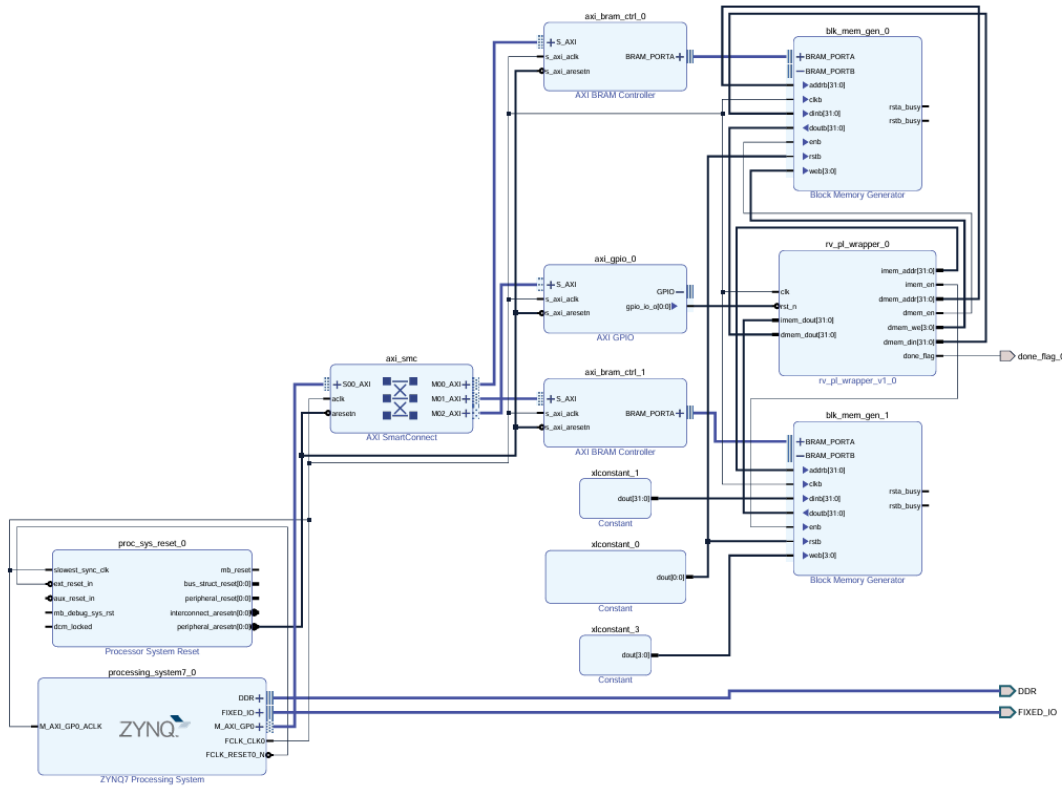 axi_bram_ctrl_0
S_AXI
s_axi_aclk
s_axi_aresetn
BRAM_PORTA
AXI BRAM Controller
blk_mem_gen_0
BRAM_PORTA
BRAM_PORTB
addrb[31:0]
clkb
dinb[31:0]
doutb[31:0]
enb
rstb
web[3:0]
rsta_busy
rstb_busy
Block Memory Generator
axi_gpio_0
S_AXI
s_axi_aclk
s_axi_aresetn
GPIO
gpio_io_o[0:0]
AXI GPIO
rv_pl_wrapper_0
clk
rst_n
imem_dout[31:0]
dmem_dout[31:0]
imem_addr[31:0]
imem_en
dmem_addr[31:0]
dmem_en
dmem_we[3:0]
dmem_din[31:0]
done_flag
rv_pl_wrapper_v1_0
done_flag_0
axi_smc
S00_AXI
aclk
aresetn
M00_AXI
M01_AXI
M02_AXI
AXI SmartConnect
axi_bram_ctrl_1
S_AXI
s_axi_aclk
s_axi_aresetn
BRAM_PORTA
AXI BRAM Controller
blk_mem_gen_1
BRAM_PORTA
BRAM_PORTB
addrb[31:0]
clkb
dinb[31:0]
doutb[31:0]
enb
rstb
web[3:0]
rsta_busy
rstb_busy
Block Memory Generator
xlconstant_1
dout[31:0]
Constant
xlconstant_0
dout[0:0]
Constant
xlconstant_3
dout[3:0]
Constant
proc_sys_reset_0
slowest_sync_clk
ext_reset_in
aux_reset_in
mb_debug_sys_rst
dcm_locked
mb_reset
bus_struct_reset[0:0]
peripheral_reset[0:0]
interconnect_aresetn[0:0]
peripheral_aresetn[0:0]
Processor System Reset
processing_system7_0
M_AXI_GP0_ACLK
ZYNQ
DDR
FIXED_IO
M_AXI_GP0
FCLK_CLK0
FCLK_RESET0_N
ZYNQ7 Processing System
DDR
FIXED_IO